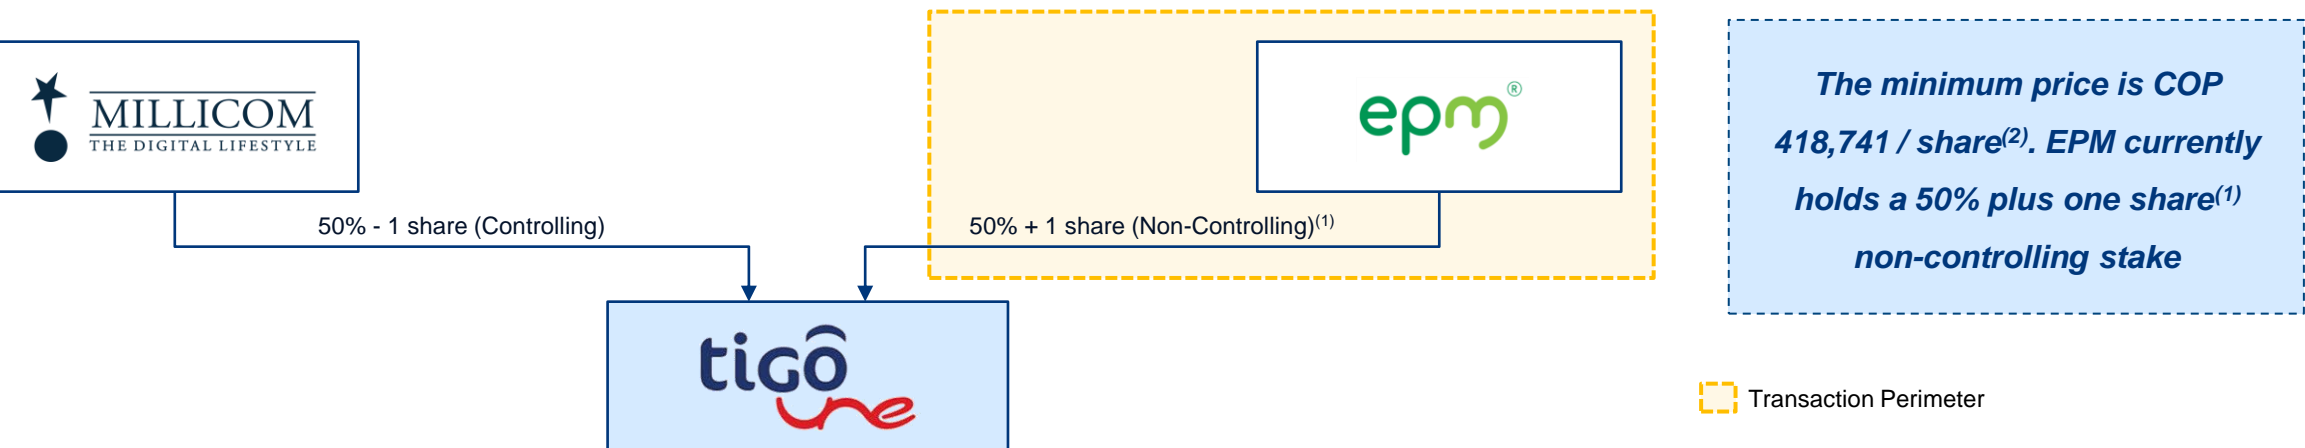 MILLICOM
THE DIGITAL LIFESTYLE
epm®
The minimum price is COP
418,741 / share(2). EPM currently
holds a 50% plus one share(1)
non-controlling stake
50% - 1 share (Controlling)
50% + 1 share (Non-Controlling)(1)
tigô
une
Transaction Perimeter